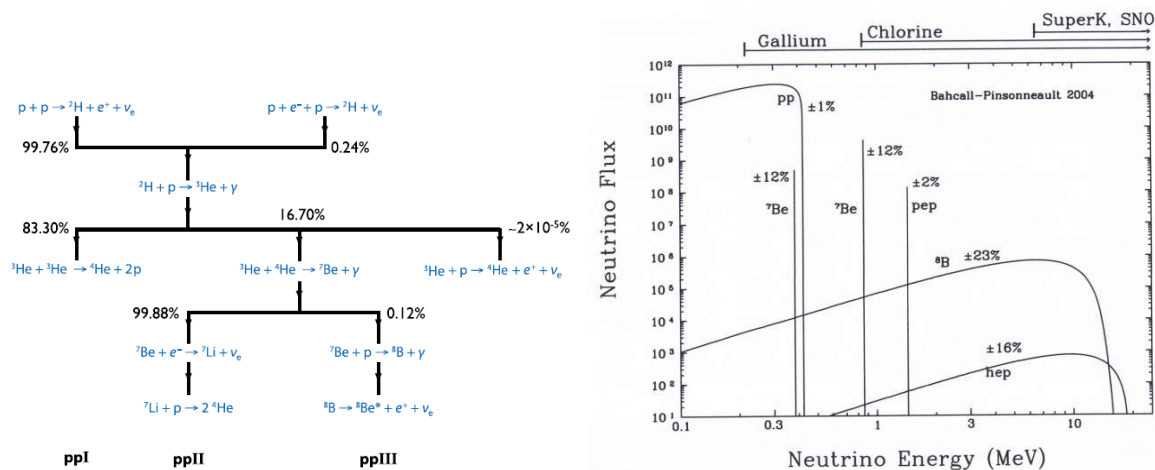 p + p → ²H + e⁺ + νₑ
p + e⁻ + p → ²H + νₑ
99.76%
0.24%
²H + p → ³He + γ
83.30%
16.70%
~2×10⁻⁵%
³He + ³He → ⁴He + 2p
³He + ⁴He → ⁷Be + γ
³He + p → ⁴He + e⁺ + νₑ
99.88%
0.12%
⁷Be + e⁻ → ⁷Li + νₑ
⁷Be + p → ⁸B + γ
⁷Li + p → 2 ⁴He
⁸B → ⁸Be* + e⁺ + νₑ
ppI
ppII
ppIII
SuperK, SNO
Gallium
Chlorine
Bahcall-Pinsonneault 2004
Neutrino Flux
10¹²
10¹¹
10¹⁰
10⁹
10⁸
10⁷
10⁶
10⁵
10⁴
10³
10²
10¹
pp
±1%
±12%
⁷Be
±12%
⁷Be
±2%
pep
⁸B
±23%
±16%
hep
0.1
0.3
1
3
10
Neutrino Energy (MeV)